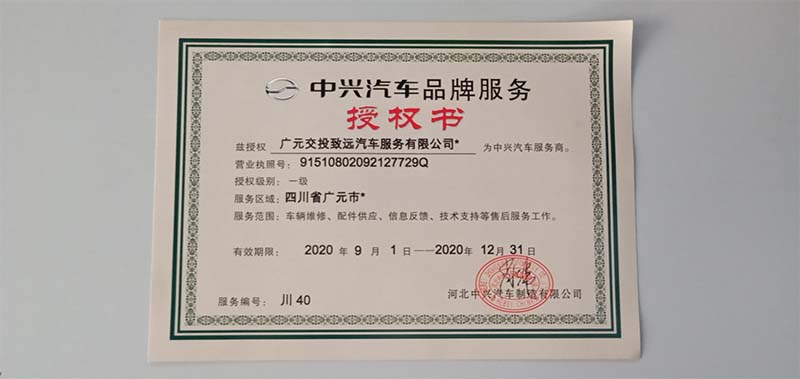 中兴汽车品牌服务
授权书
兹授权 广元交投致远汽车服务有限公司* 为中兴汽车服务商。
营业执照号: 91510802092127729Q
授权级别: 一级
服务区域: 四川省广元市*
服务范围: 车辆维修、配件供应、信息反馈、技术支持等售后服务工作。
有效期限: 2020 年 9 月 1 日——2020 年 12 月 31 日
河北中兴汽车制造有限公司
服务编号: 川 40